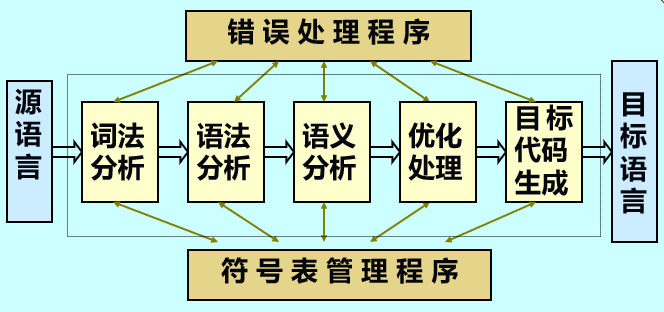 错误处理程序
源语言
词法
分析
语法
分析
语义
分析
优化
处理
目标
代码
生成
目标语言
符号表管理程序